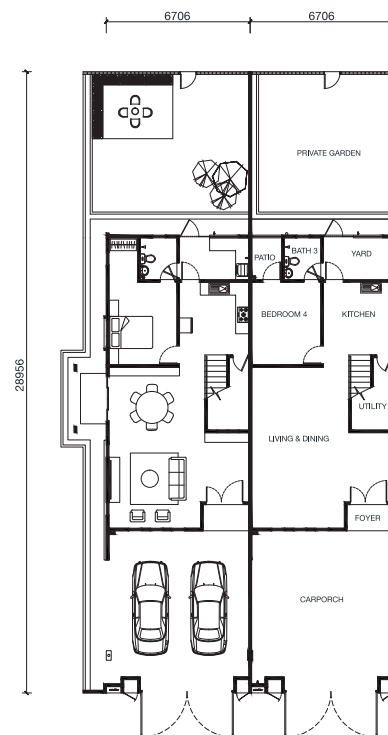 6706 6706
28956
PRIVATE GARDEN
PATIO BATH 3 YARD
BEDROOM 4 KITCHEN
UTILITY
LIVING & DINING
FOYER
CARPORCH